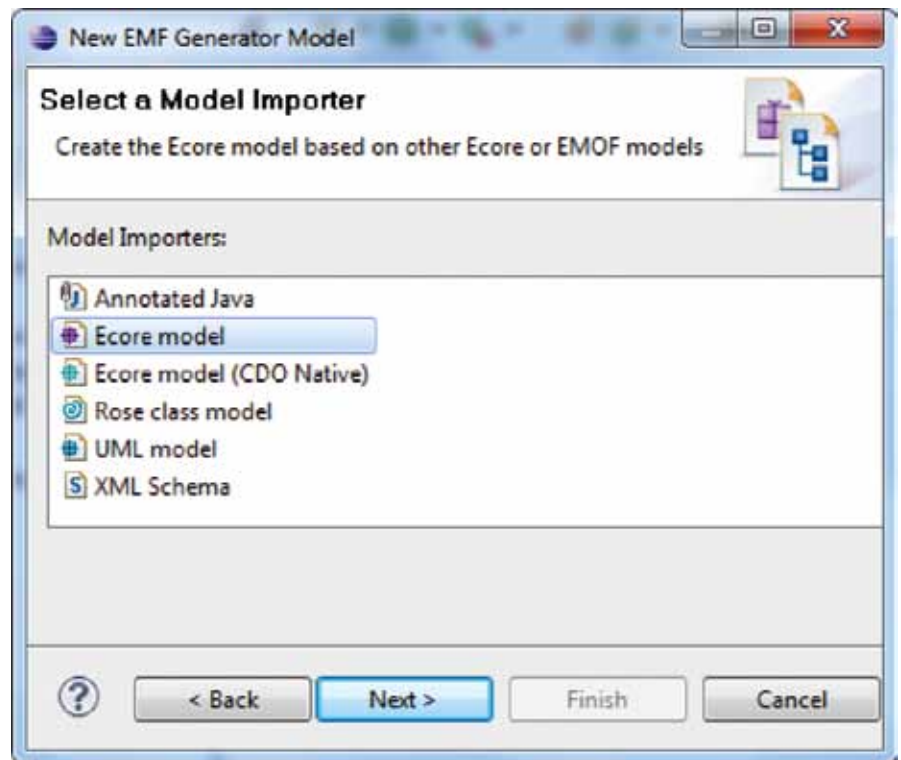 New EMF Generator Model
Select a Model Importer
Create the Ecore model based on other Ecore or EMOF models
Model Importers:
Annotated Java
Ecore model
Ecore model (CDO Native)
Rose class model
UML model
XML Schema
?
< Back
Next >
Finish
Cancel